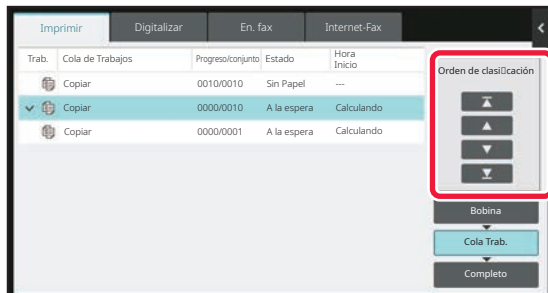 Imprimir Digitalizar En. fax Internet-Fax
Trab. Cola de Trabajos Progreso/conjunto Estado Hora Inicio
Copiar 0010/0010 Sin Papel ---
Copiar 0000/0010 A la espera Calculando
Copiar 0000/0001 A la espera Calculando
Orden de clasi▯cación
Bobina
Cola Trab.
Completo